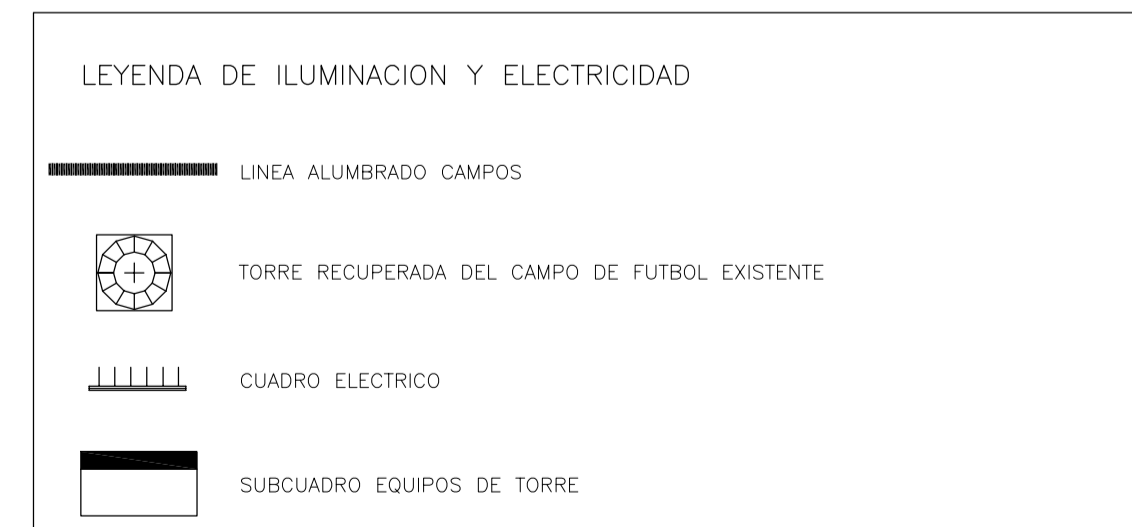 LEYENDA DE ILUMINACION Y ELECTRICIDAD
LINEA ALUMBRADO CAMPOS
TORRE RECUPERADA DEL CAMPO DE FUTBOL EXISTENTE
CUADRO ELECTRICO
SUBCUADRO EQUIPOS DE TORRE